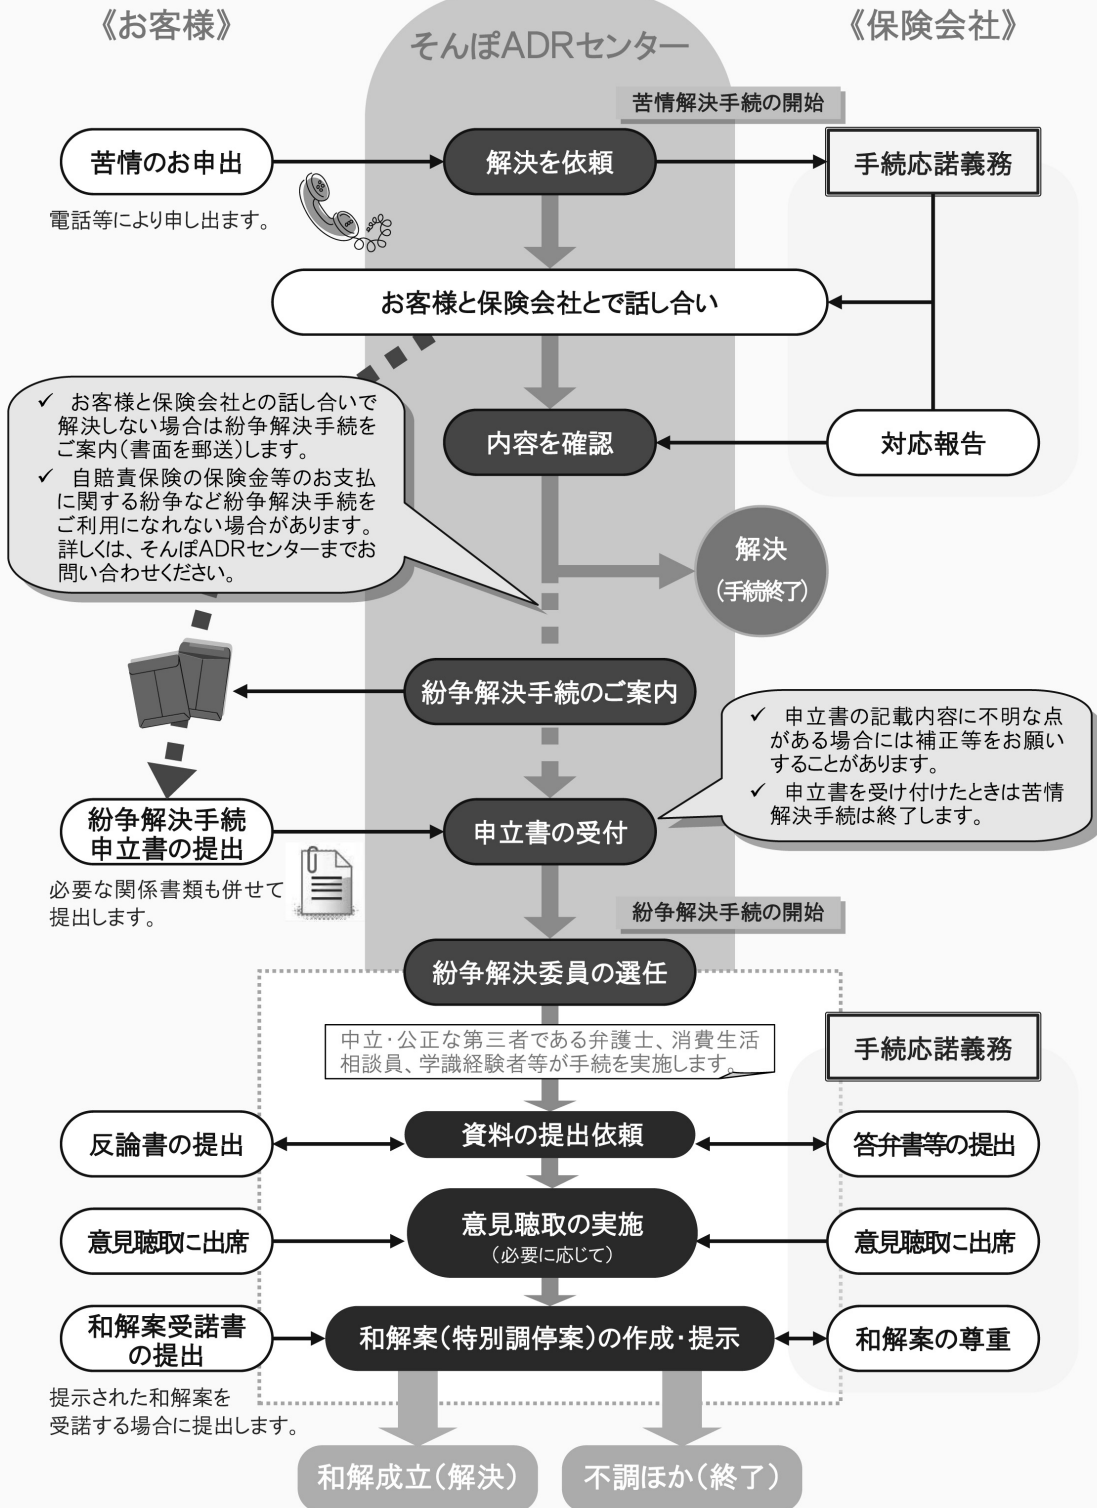 《お客様》
そんぽADRセンター
《保険会社》
苦情解決手続の開始
苦情のお申出
解決を依頼
手続応諾義務
電話等により申し出ます。
お客様と保険会社とで話し合い
✓ お客様と保険会社との話し合いで
解決しない場合は紛争解決手続を
ご案内(書面を郵送)します。
✓ 自賠責保険の保険金等のお支払
に関する紛争など紛争解決手続を
ご利用になれない場合があります。
詳しくは、そんぽADRセンターまでお
問い合わせください。
内容を確認
対応報告
解決
(手続終了)
紛争解決手続のご案内
✓ 申立書の記載内容に不明な点
がある場合には補正等をお願い
することがあります。
✓ 申立書を受け付けたときは苦情
解決手続は終了します。
紛争解決手続
申立書の提出
申立書の受付
必要な関係書類も併せて
提出します。
紛争解決手続の開始
紛争解決委員の選任
中立・公正な第三者である弁護士、消費生活
相談員、学識経験者等が手続を実施します。
手続応諾義務
反論書の提出
資料の提出依頼
答弁書等の提出
意見聴取に出席
意見聴取の実施
(必要に応じて)
意見聴取に出席
和解案受諾書
の提出
和解案(特別調停案)の作成・提示
和解案の尊重
提示された和解案を
受諾する場合に提出します。
和解成立(解決)
不調ほか(終了)